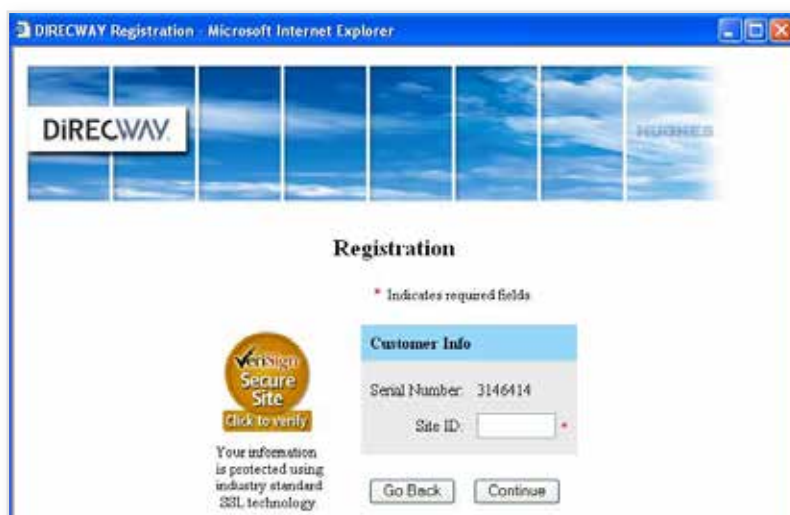 DIRECWAY Registration - Microsoft Internet Explorer
DiRECWAY.
HUGHES
Registration
* Indicates required fields
VeriSign
Secure
Site
Click to verify
Your information
is protected using
industry standard
SSL technology
Customer Info
Serial Number: 3146414
Site ID: *
Go Back Continue